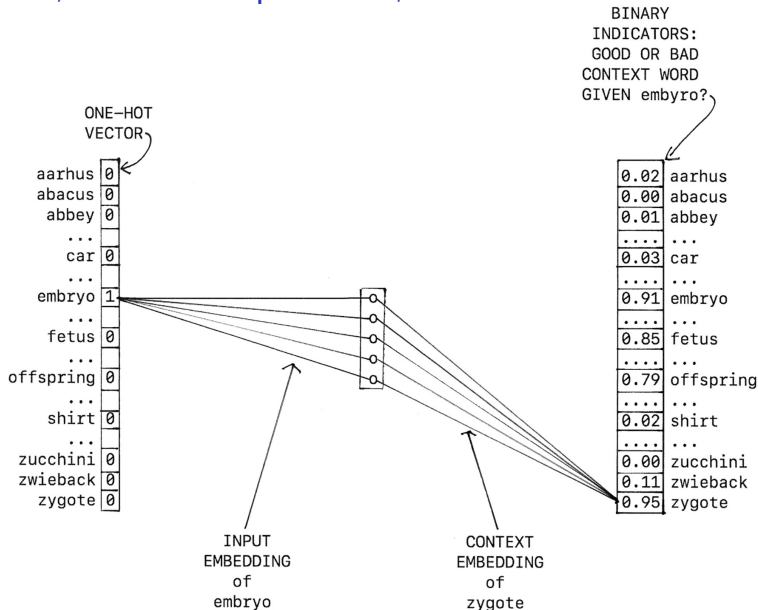 BINARY
INDICATORS:
GOOD OR BAD
CONTEXT WORD
GIVEN embyro?
ONE-HOT
VECTOR
aarhus 0
abacus 0
abbey 0
...
car 0
...
embryo 1
...
fetus 0
...
offspring 0
...
shirt 0
...
zucchini 0
zwieback 0
zygote 0
0.02 aarhus
0.00 abacus
0.01 abbey
.... ...
0.03 car
.... ...
0.91 embryo
.... ...
0.85 fetus
.... ...
0.79 offspring
.... ...
0.02 shirt
.... ...
0.00 zucchini
0.11 zwieback
0.95 zygote
INPUT
EMBEDDING
of
embryo
CONTEXT
EMBEDDING
of
zygote